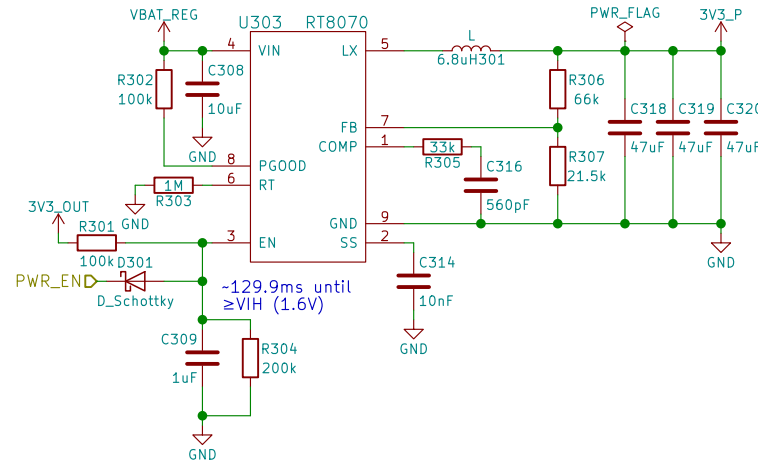 VBAT_REG
PWR_FLAG
3V3_P
U303
RT8070
4
VIN
LX
5
L
6.8uH301
R302
100k
C308
10uF
GND
R306
66k
C318
C319
C320
47uF
47uF
47uF
FB
7
COMP
1
33k
R305
C316
560pF
R307
21.5k
8
PGOOD
6
RT
1M
R303
GND
GND
9
3V3_OUT
R301
100k
3
EN
SS
2
GND
D301
PWR_EN
D_Schottky
~129.9ms until
≥VIH (1.6V)
C314
10nF
GND
C309
1uF
R304
200k
GND